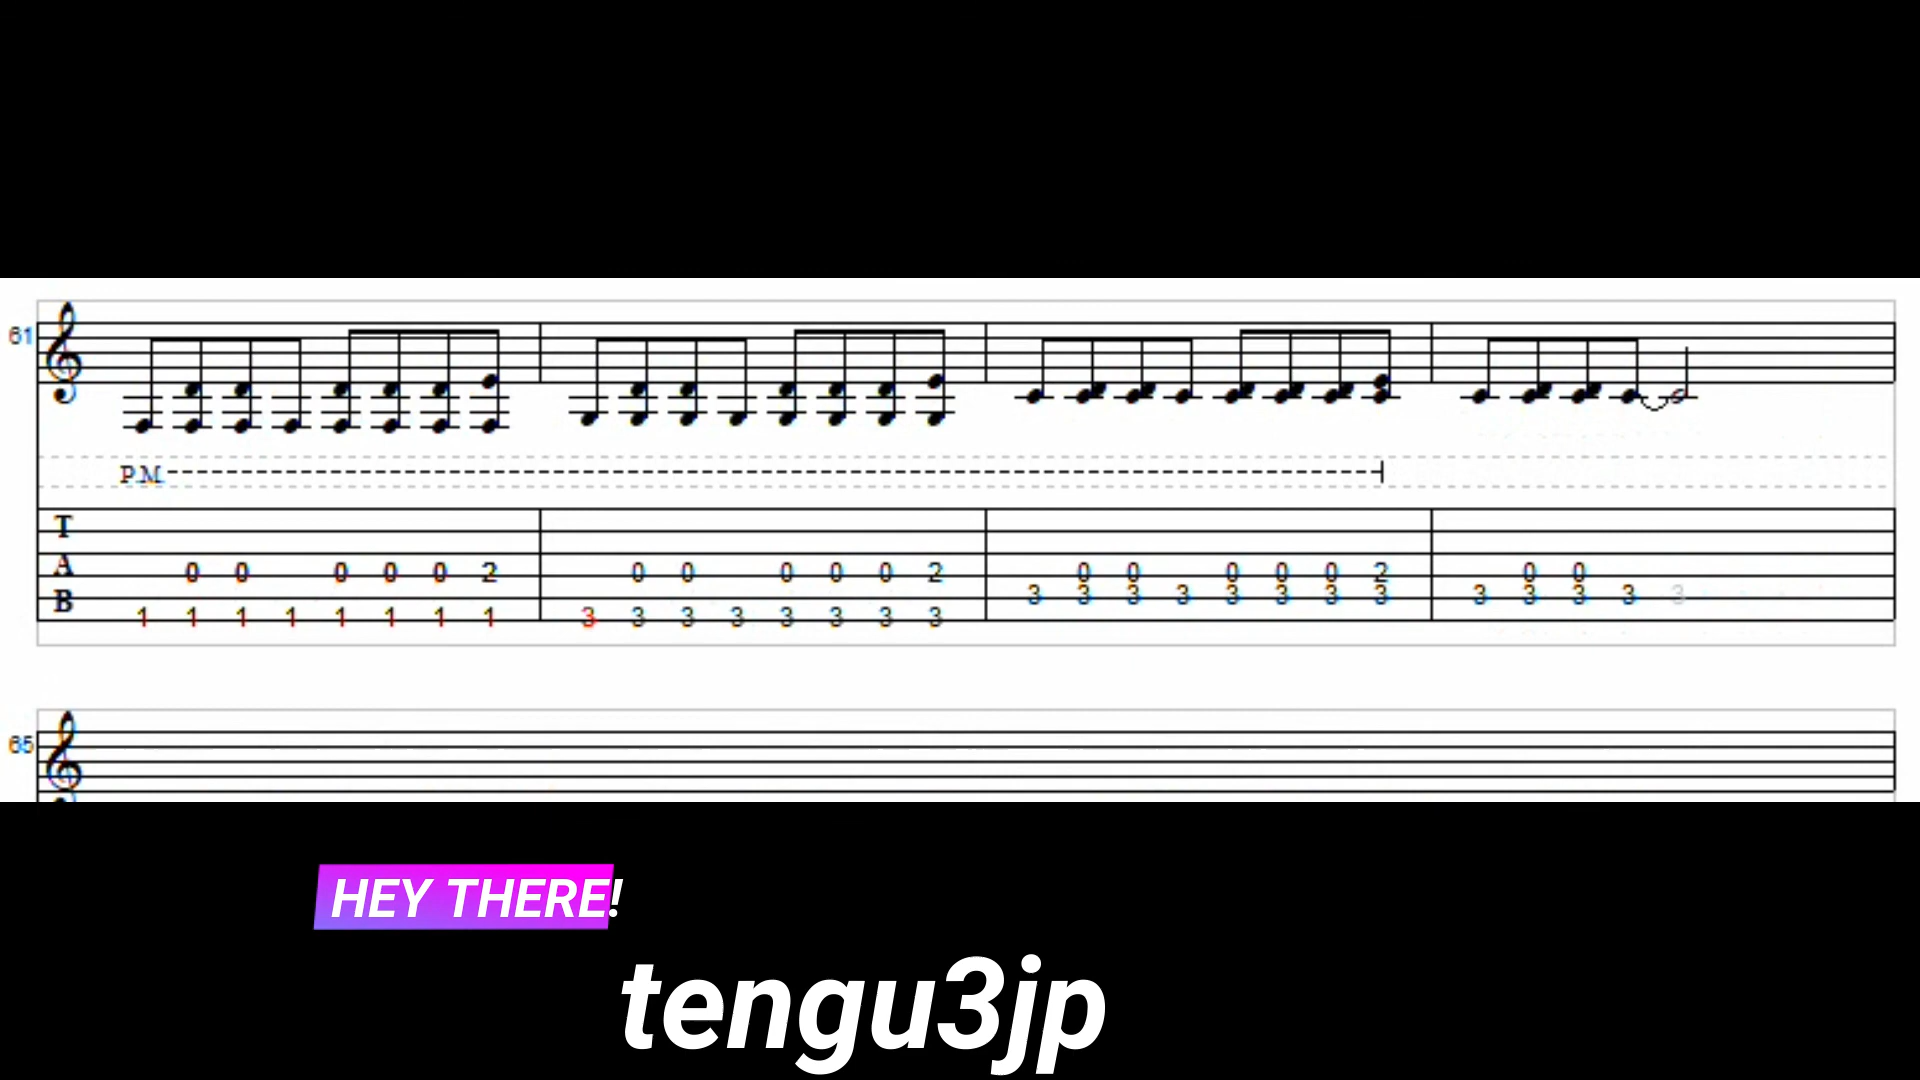 61
P.M.
T
A
B
0 0 0 0 0 2 0 0 0 0 0 2 0 0 0 0 0 2 0 0
3 3 3 3 3 3 3 3 3 3 3 3 3
1 1 1 1 1 1 1 1 3 3 3 3 3 3 3 3
65
HEY THERE!
tengu3jp